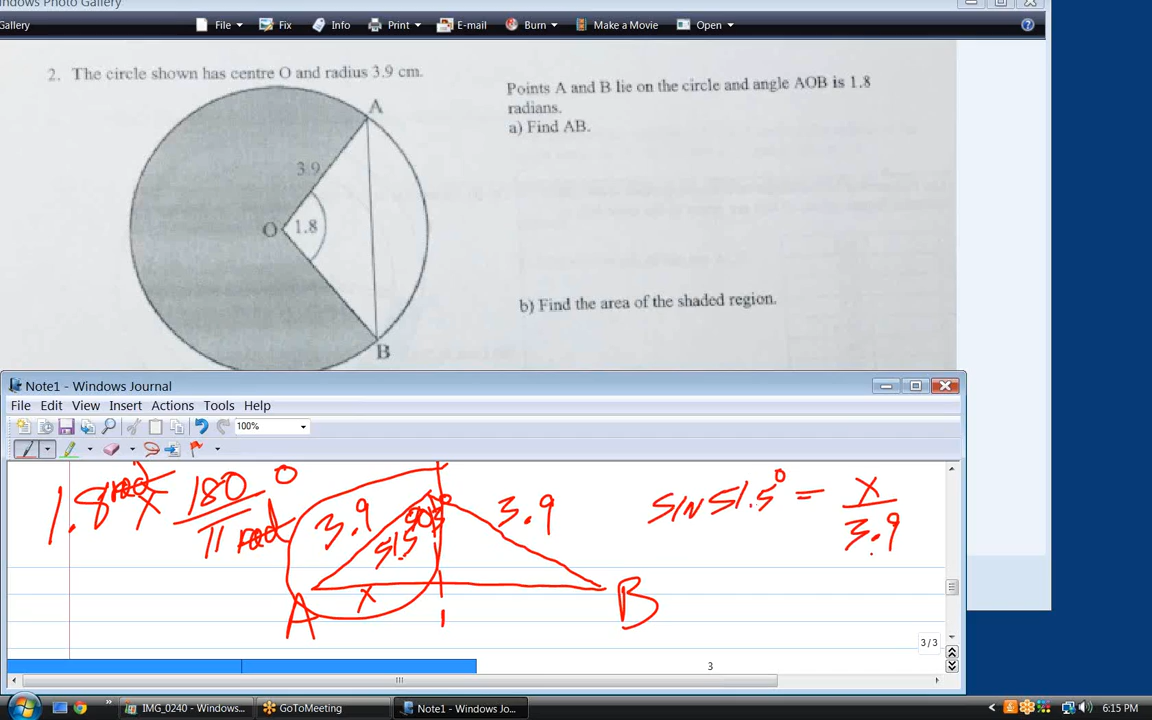 Windows Photo Gallery
Gallery
File
Fix
Info
Print
E-mail
Burn
Make a Movie
Open
2. The circle shown has centre O and radius 3.9 cm.
Points A and B lie on the circle and angle AOB is 1.8
radians.
a) Find AB.
A
3.9
O
1.8
B
b) Find the area of the shaded region.
Note1 - Windows Journal
File Edit View Insert Actions Tools Help
100%
1.8 rad x 180°
π rad
3.9
51.5
3.9
x
A
B
SIN 51.5° = x
3.9
3/3
3
IMG_0240 - Windows...
GoToMeeting
Note1 - Windows Jo...
6:15 PM